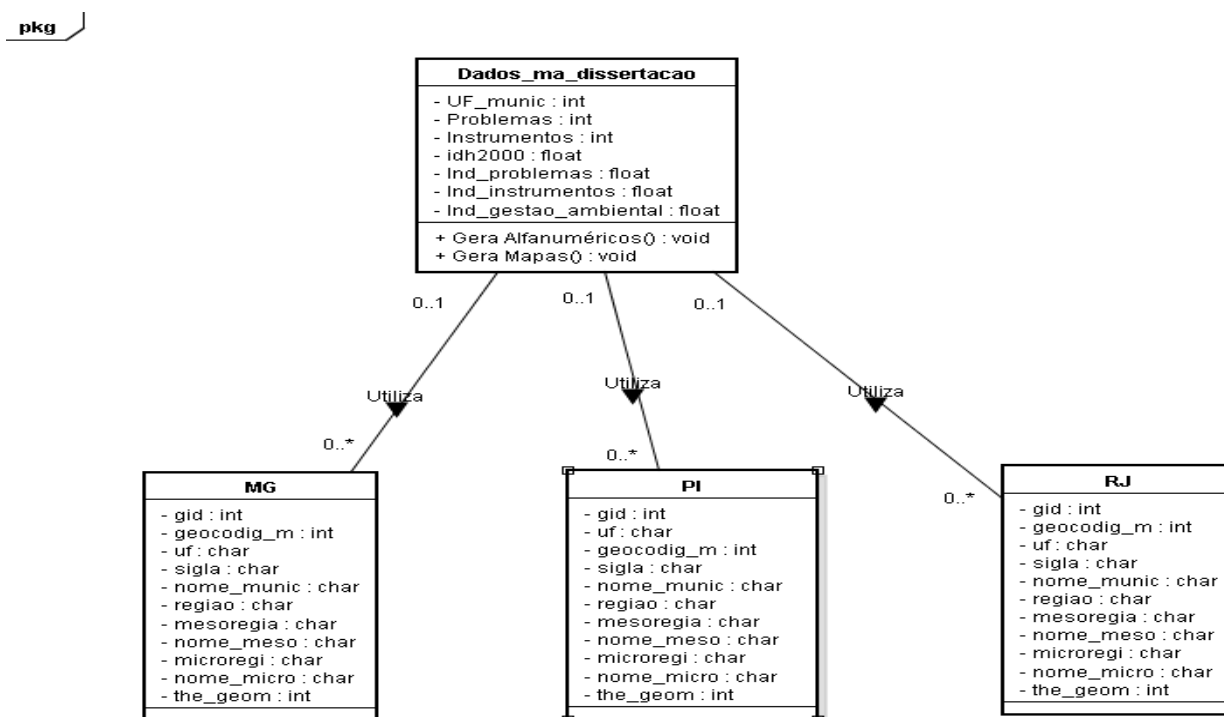 pkg
Dados_ma_dissertacao
- UF_munic : int
- Problemas : int
- Instrumentos : int
- idh2000 : float
- Ind_problemas : float
- Ind_instrumentos : float
- Ind_gestao_ambiental : float
+ Gera Alfanuméricos() : void
+ Gera Mapas() : void
0..1
0..1
0..1
Utiliza
Utiliza
Utiliza
0..*
0..*
0..*
MG
- gid : int
- geocodig_m : int
- uf : char
- sigla : char
- nome_munic : char
- regiao : char
- mesoregia : char
- nome_meso : char
- microregi : char
- nome_micro : char
- the_geom : int
PI
- gid : int
- uf : char
- geocodig_m : int
- sigla : char
- nome_munic : char
- regiao : char
- mesoregia : char
- nome_meso : char
- microregi : char
- nome_micro : char
- the_geom : int
RJ
- gid : int
- geocodig_m : int
- uf : char
- sigla : char
- nome_munic : char
- regiao : char
- mesoregia : char
- nome_meso : char
- microregi : char
- nome_micro : char
- the_geom : int